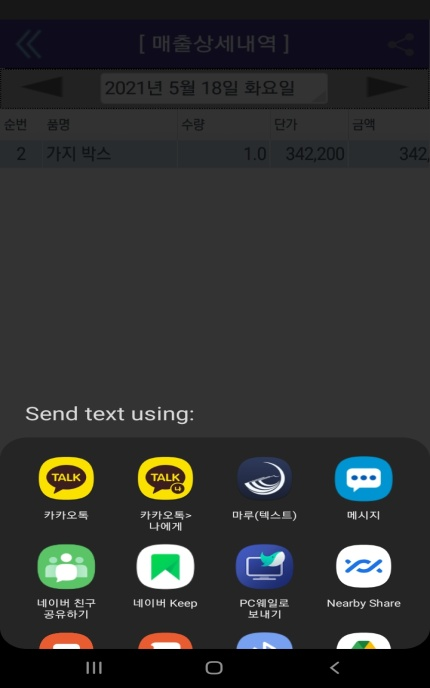 [ 매출상세내역 ]
2021년 5월 18일 화요일
순번 품명 수량 단가 금액
2 가지 박스 1.0 342,200 342,
Send text using:
TALK TALK 나
카카오톡 카카오톡> 마루(텍스트) 메시지
나에게
네이버 친구 네이버 Keep PC웨일로 Nearby Share
공유하기 보내기